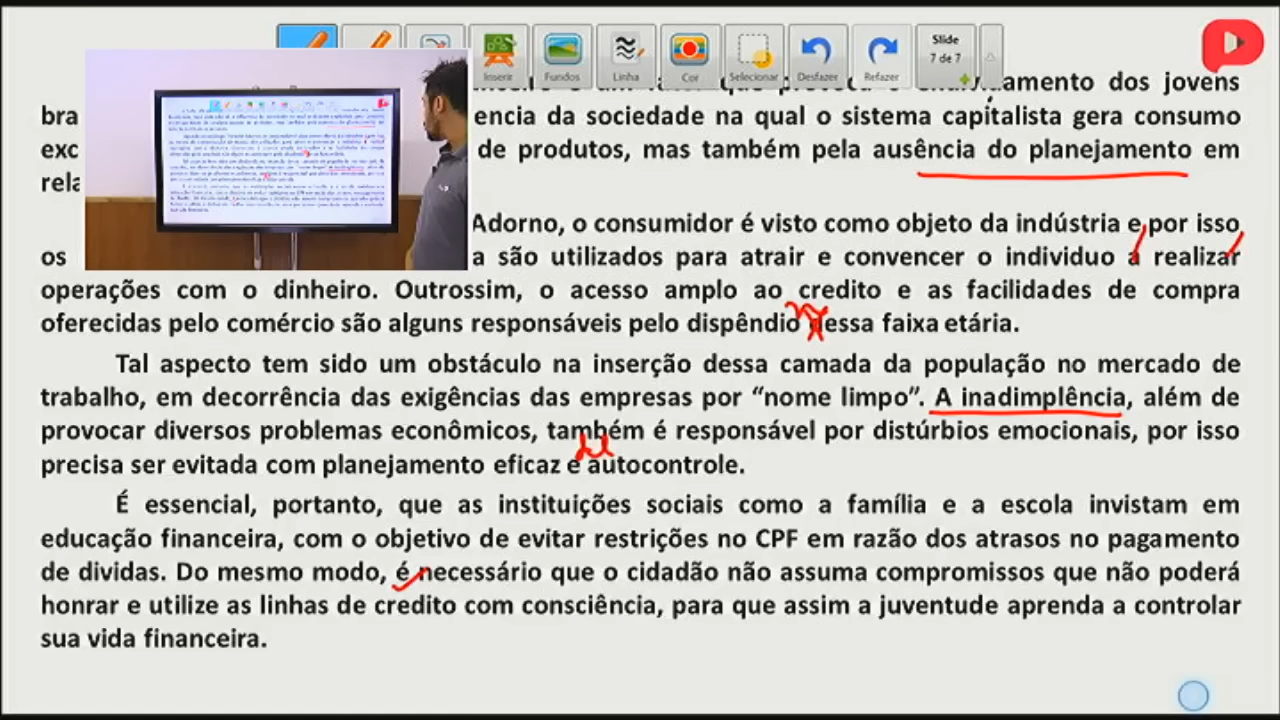 Inserir Fundos Linha Cor Selecionar Desfazer Refazer Slide 7 de 7
dos jovens
bra encia da sociedade na qual o sistema capitalista gera consumo
exc de produtos, mas também pela ausência do planejamento em
rela
Adorno, o consumidor é visto como objeto da indústria e por isso
os a são utilizados para atrair e convencer o individuo a realizar
operações com o dinheiro. Outrossim, o acesso amplo ao credito e as facilidades de compra
oferecidas pelo comércio são alguns responsáveis pelo dispêndio dessa faixa etária.
Tal aspecto tem sido um obstáculo na inserção dessa camada da população no mercado de
trabalho, em decorrência das exigências das empresas por “nome limpo”. A inadimplência, além de
provocar diversos problemas econômicos, também é responsável por distúrbios emocionais, por isso
precisa ser evitada com planejamento eficaz e autocontrole.
É essencial, portanto, que as instituições sociais como a família e a escola invistam em
educação financeira, com o objetivo de evitar restrições no CPF em razão dos atrasos no pagamento
de dividas. Do mesmo modo, é necessário que o cidadão não assuma compromissos que não poderá
honrar e utilize as linhas de credito com consciência, para que assim a juventude aprenda a controlar
sua vida financeira.